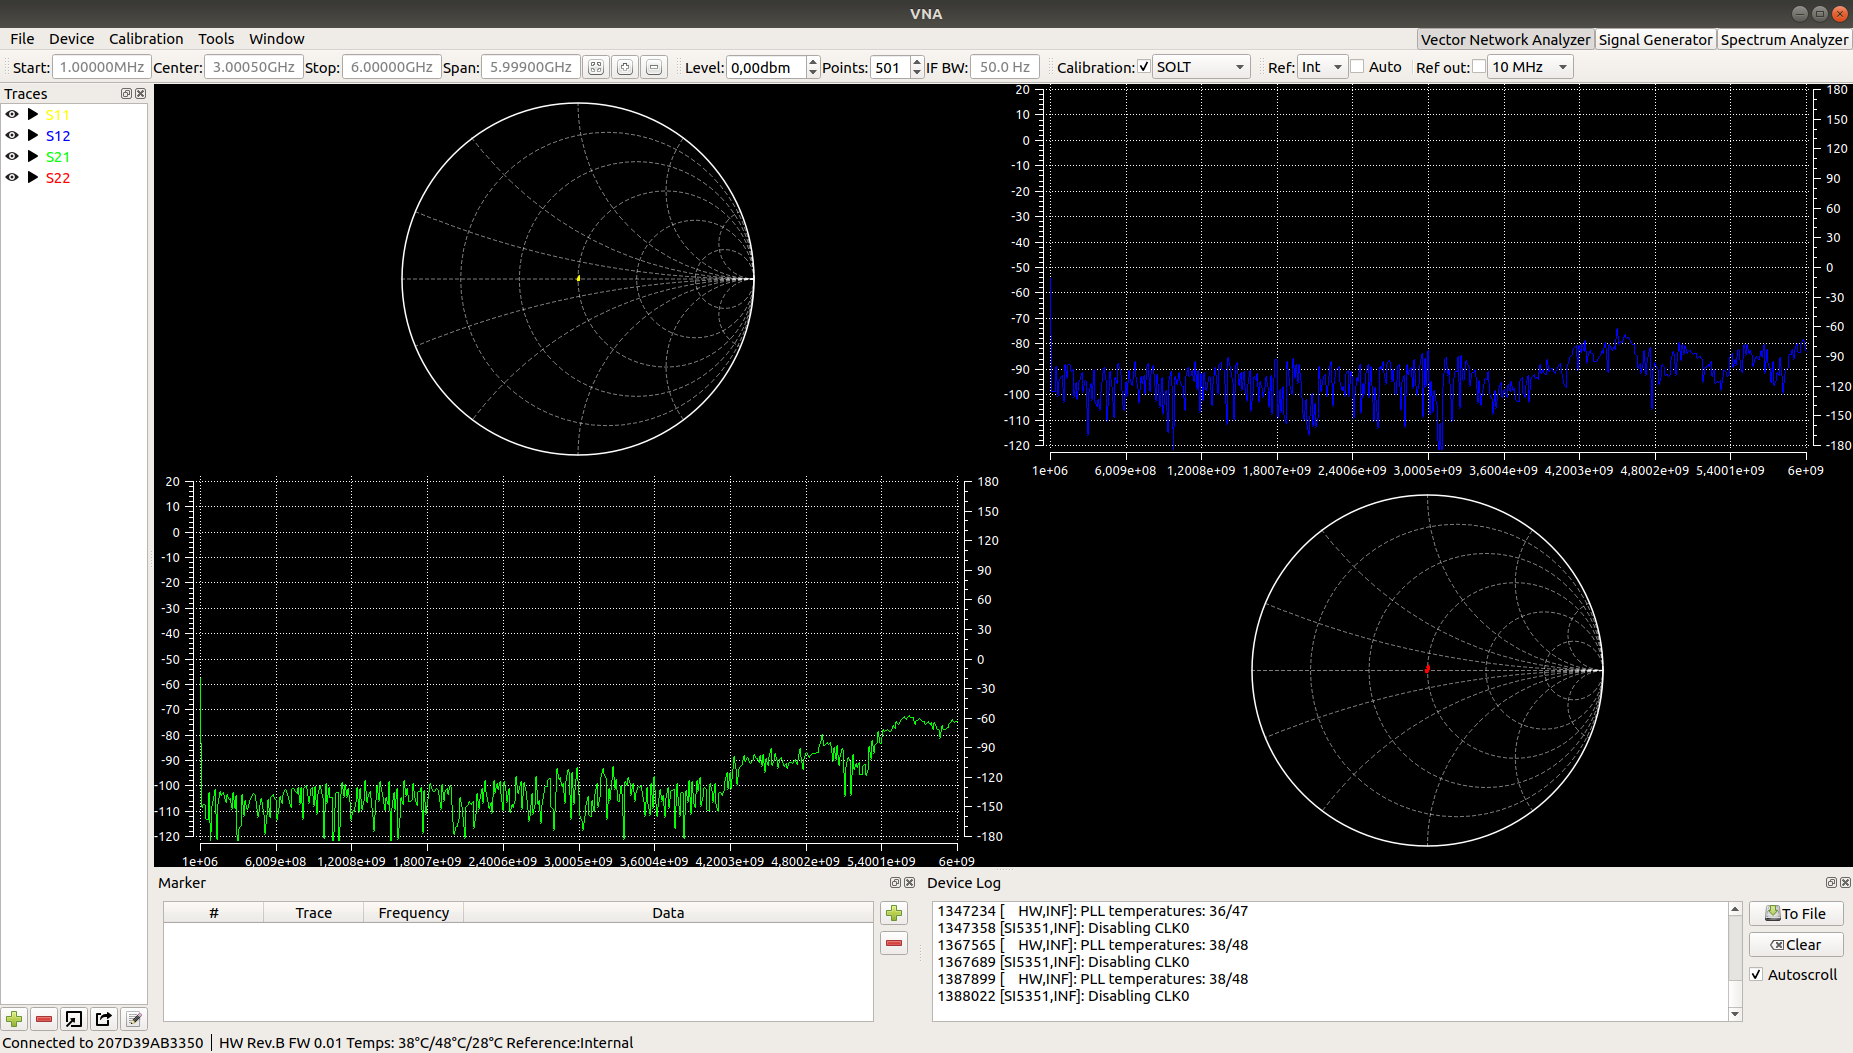 VNA
File Device Calibration Tools Window Vector Network Analyzer Signal Generator Spectrum Analyzer
Start: 1.00000MHz Center: 3.00050GHz Stop: 6.00000GHz Span: 5.99900GHz Level: 0,00dbm Points: 501 IF BW: 50.0 Hz Calibration: SOLT Ref: Int Auto Ref out: 10 MHz
Traces
S11
S12
S21
S22
20 180
10 150
0 120
-10 90
-20 60
-30 30
-40 0
-50 -30
-60 -60
-70 -90
-80 -120
-90 -150
-100 -180
-110
-120
1e+06 6,009e+08 1,2008e+09 1,8007e+09 2,4006e+09 3,0005e+09 3,6004e+09 4,2003e+09 4,8002e+09 5,4001e+09 6e+09
20 180
10 150
0 120
-10 90
-20 60
-30 30
-40 0
-50 -30
-60 -60
-70 -90
-80 -120
-90 -150
-100 -180
-110
-120
1e+06 6,009e+08 1,2008e+09 1,8007e+09 2,4006e+09 3,0005e+09 3,6004e+09 4,2003e+09 4,8002e+09 5,4001e+09 6e+09
Marker
# Trace Frequency Data
Device Log
1347234 [ HW,INF]: PLL temperatures: 36/47
1347358 [SI5351,INF]: Disabling CLK0
1367565 [ HW,INF]: PLL temperatures: 38/48
1367689 [SI5351,INF]: Disabling CLK0
1387899 [ HW,INF]: PLL temperatures: 38/48
1388022 [SI5351,INF]: Disabling CLK0
To File
Clear
Autoscroll
Connected to 207D39AB3350 HW Rev.B FW 0.01 Temps: 38°C/48°C/28°C Reference:Internal